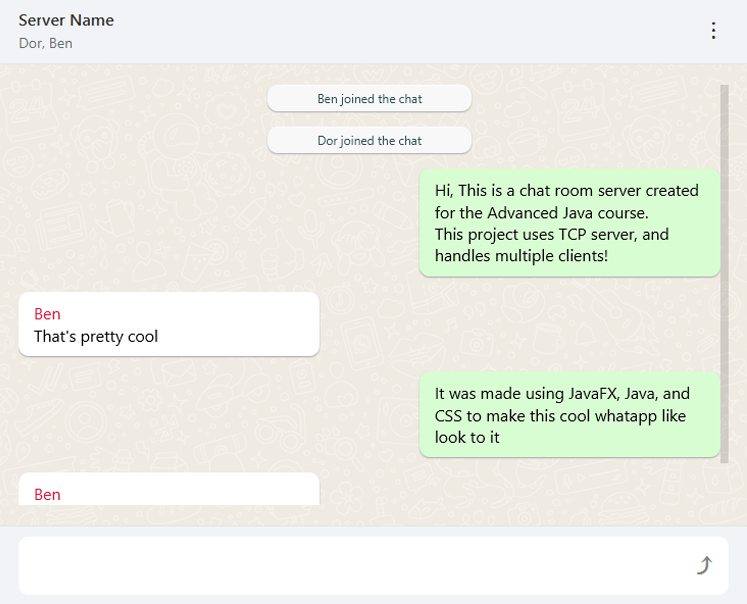 Server Name
Dor, Ben
Ben joined the chat
Dor joined the chat
Hi, This is a chat room server created
for the Advanced Java course.
This project uses TCP server, and
handles multiple clients!
Ben
That's pretty cool
It was made using JavaFX, Java, and
CSS to make this cool whatapp like
look to it
Ben